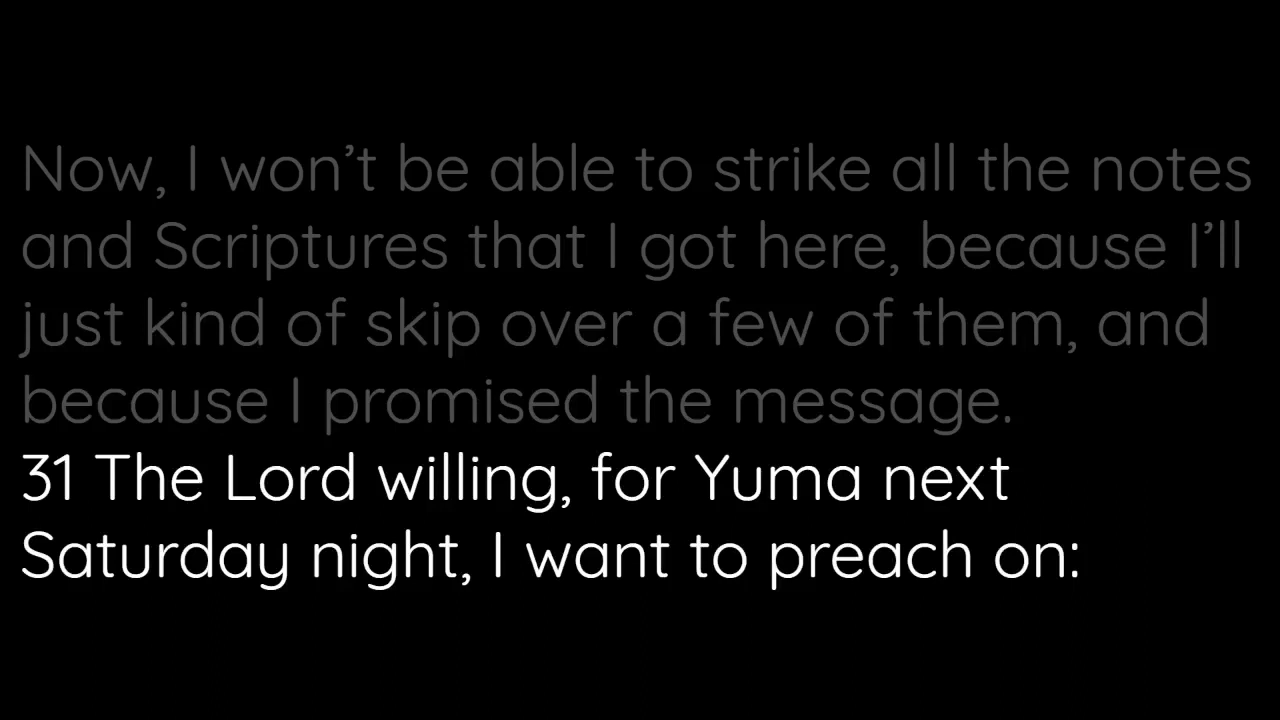 Now, I won’t be able to strike all the notes
and Scriptures that I got here, because I’ll
just kind of skip over a few of them, and
because I promised the message.
31 The Lord willing, for Yuma next
Saturday night, I want to preach on: